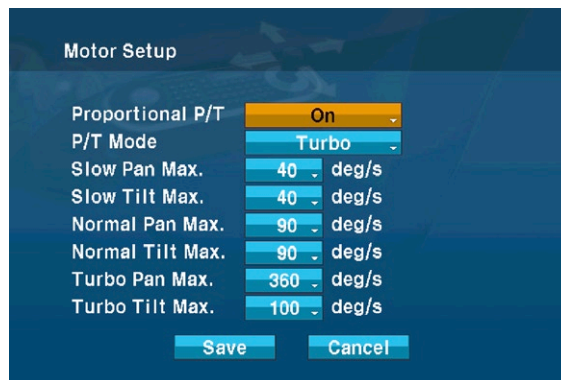 Motor Setup
Proportional P/T On
P/T Mode Turbo
Slow Pan Max. 40 deg/s
Slow Tilt Max. 40 deg/s
Normal Pan Max. 90 deg/s
Normal Tilt Max. 90 deg/s
Turbo Pan Max. 360 deg/s
Turbo Tilt Max. 100 deg/s
Save Cancel